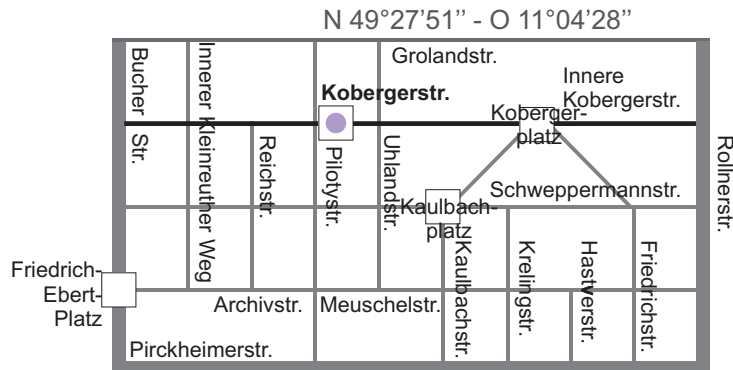 N 49°27'51’’ - O 11°04'28’’
Grolandstr.
Bucher
Str.
Innerer Kleinreuther Weg
Innere
Kobergerstr.
Kobergerstr.
Koberger-
platz
Reichstr.
Pilotystr.
Uhlandstr.
Rollnerstr.
Schweppermannstr.
Kaulbach-
platz
Kaulbachstr.
Krelingstr.
Hastverstr.
Friedrichstr.
Friedrich-
Ebert-
Platz
Archivstr.
Meuschelstr.
Pirckheimerstr.